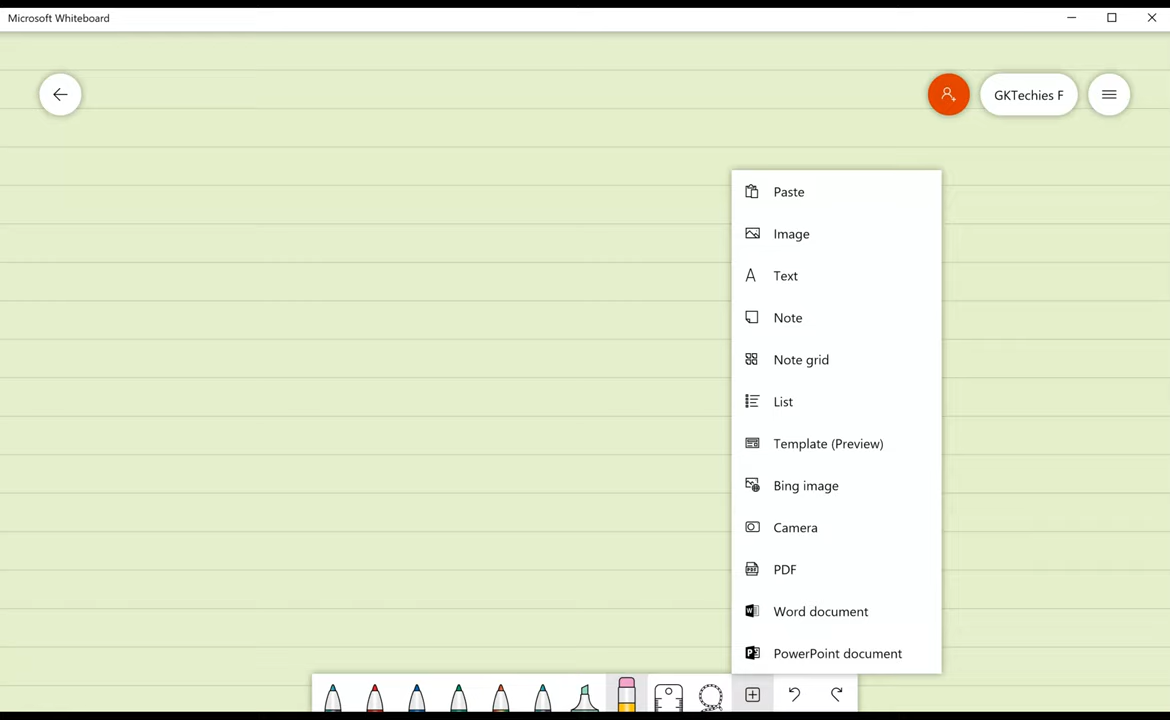 Microsoft Whiteboard
GKTechies F
Paste
Image
Text
Note
Note grid
List
Template (Preview)
Bing image
Camera
PDF
Word document
PowerPoint document